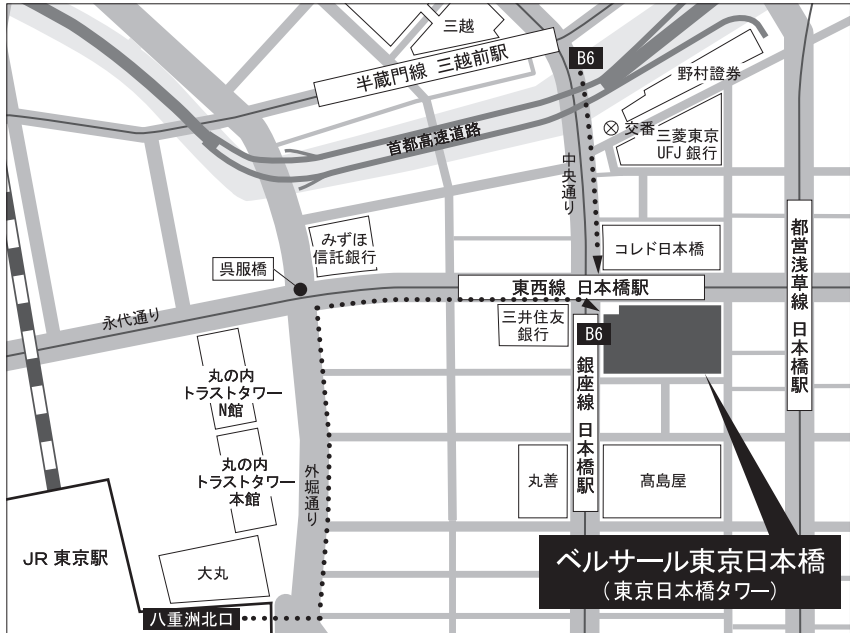 三越
半蔵門線 三越前駅
B6
野村證券
交番
三菱東京
UFJ 銀行
首都高速道路
中央通り
みずほ
信託銀行
呉服橋
コレド日本橋
都営浅草線 日本橋駅
東西線 日本橋駅
永代通り
三井住友
銀行
B6
銀座線 日本橋駅
丸の内
トラストタワー
N館
丸の内
トラストタワー
本館
外堀通り
丸善
髙島屋
JR 東京駅
大丸
八重洲北口
ベルサール東京日本橋
(東京日本橋タワー)